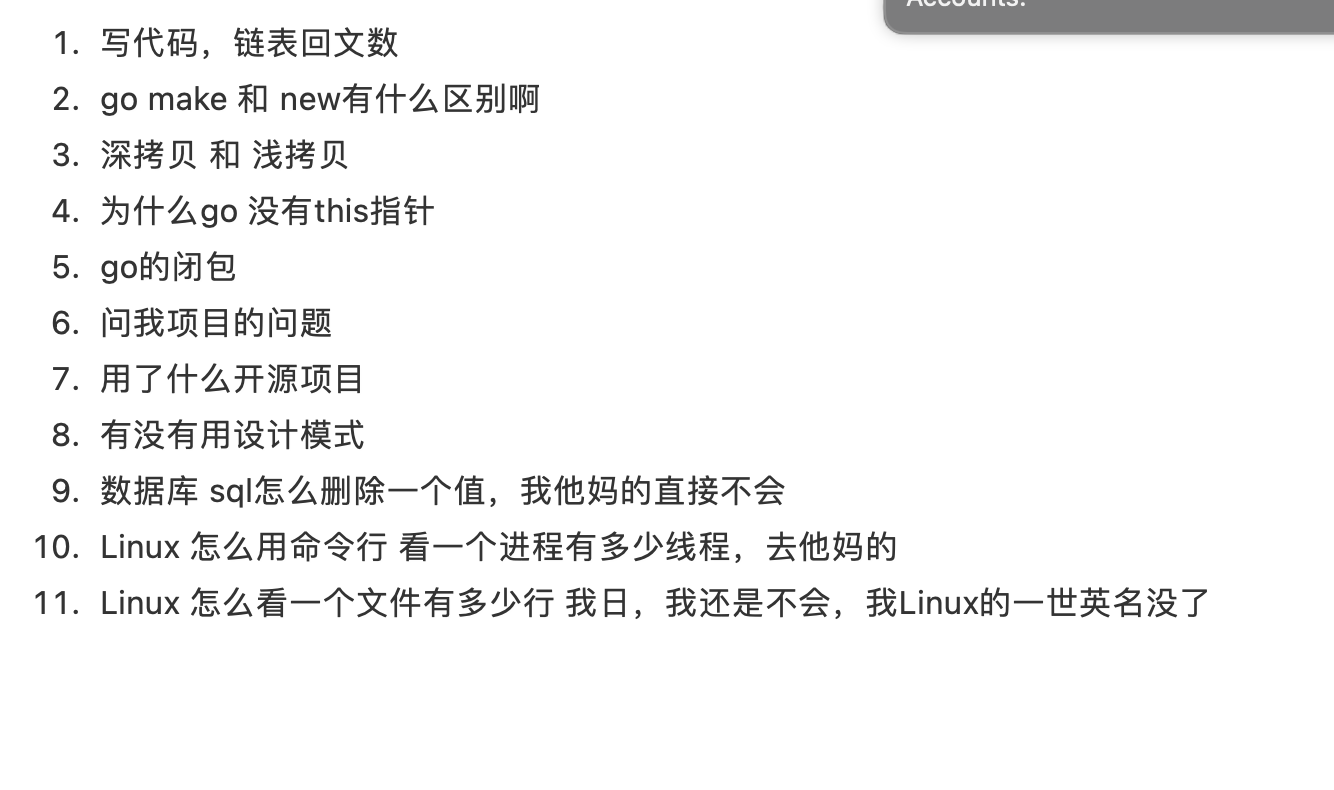 Accounts.
1. 写代码，链表回文数
2. go make 和 new有什么区别啊
3. 深拷贝 和 浅拷贝
4. 为什么go 没有this指针
5. go的闭包
6. 问我项目的问题
7. 用了什么开源项目
8. 有没有用设计模式
9. 数据库 sql怎么删除一个值，我他妈的直接不会
10. Linux 怎么用命令行 看一个进程有多少线程，去他妈的
11. Linux 怎么看一个文件有多少行 我日，我还是不会，我Linux的一世英名没了